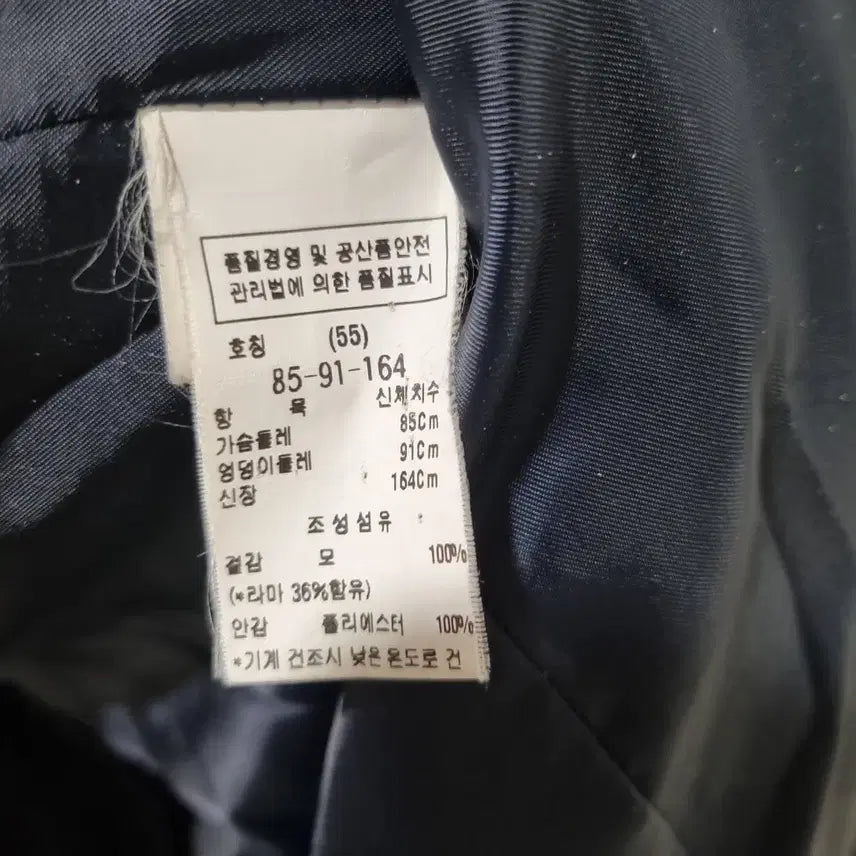 품질경영 및 공산품안전
관리법에 의한 품질표시
호칭 (55)
85-91-164
항 목 신체치수
가슴둘레 85Cm
엉덩이둘레 91Cm
신장 164Cm
조성섬유
겉감 모 100%
(*라마 36%함유)
안감 폴리에스터 100%
*기계 건조시 낮은 온도로 건